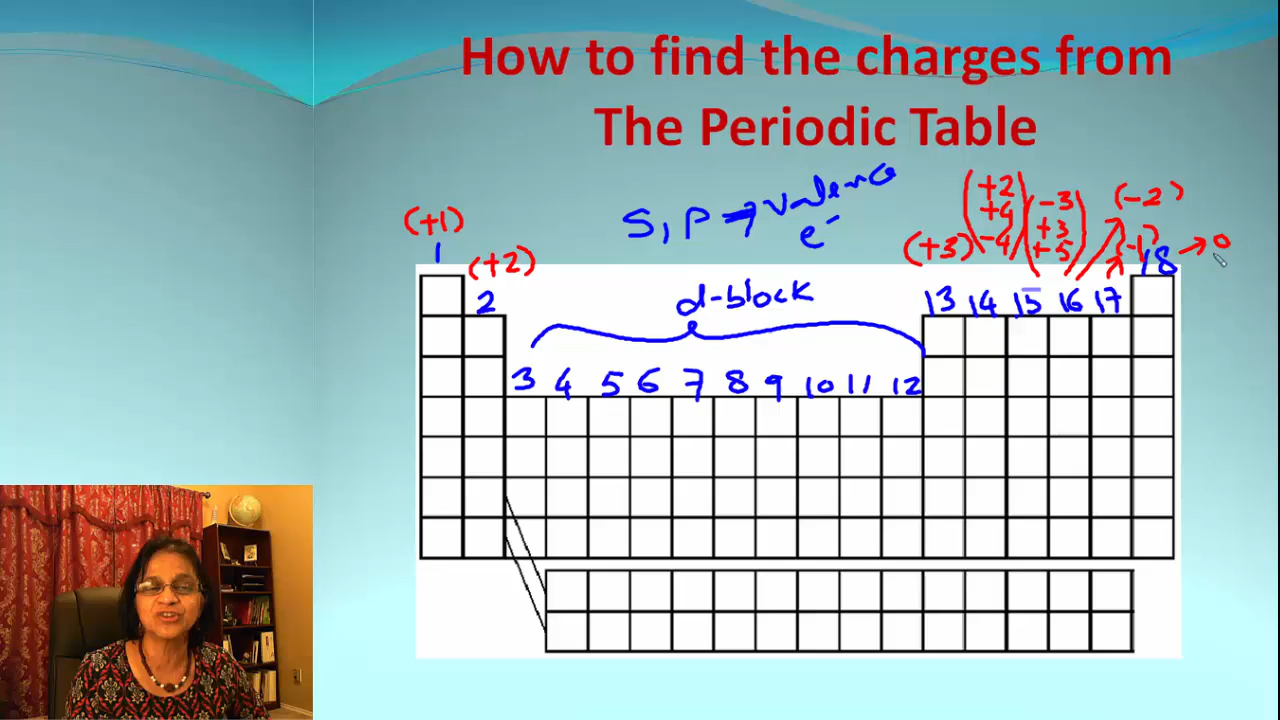 How to find the charges from
The Periodic Table
S, P → valence
e⁻
(+1)
1
(+2)
2
d-block
3 4 5 6 7 8 9 10 11 12
(+3)
(+2
+4
-4)
(-3
+3
+5)
(-2)
(-1)
18 → 0
13 14 15 16 17